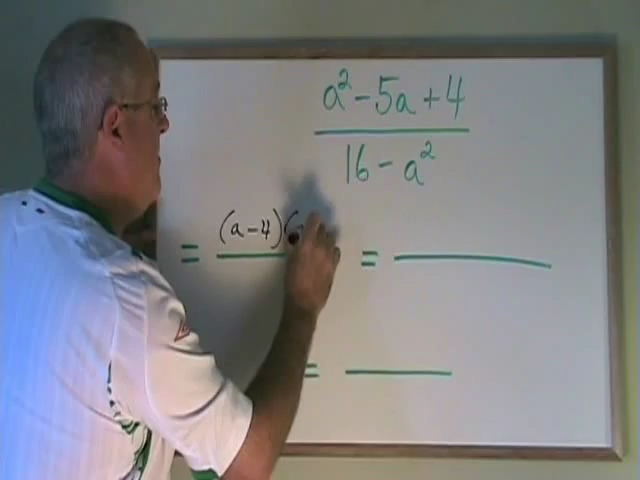 a² - 5a + 4
16 - a²
= (a - 4)( =
=